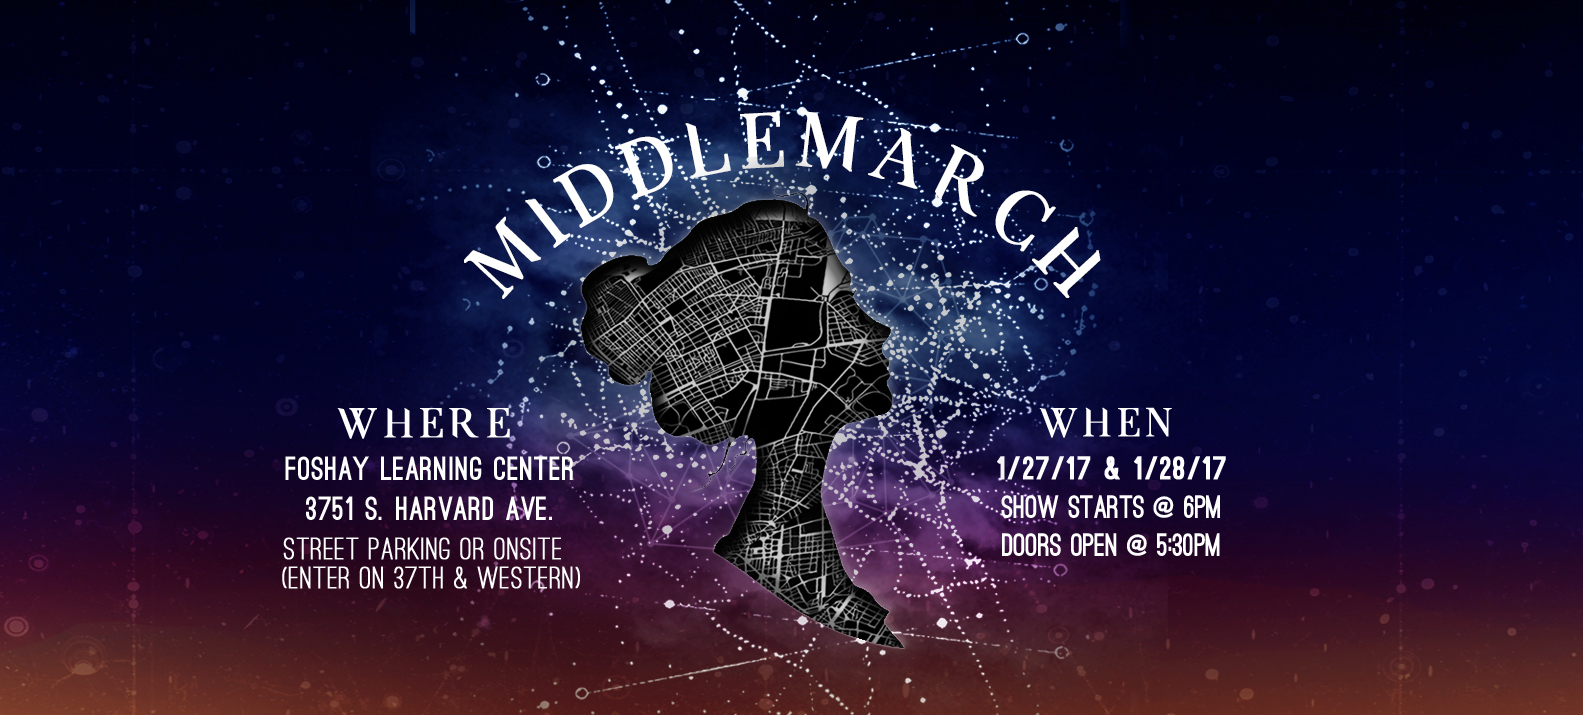 MIDDLEMARCH
WHERE
FOSHAY LEARNING CENTER
3751 S. HARVARD AVE.
STREET PARKING OR ONSITE
(ENTER ON 37TH & WESTERN)
WHEN
1/27/17 & 1/28/17
SHOW STARTS @ 6PM
DOORS OPEN @ 5:30PM